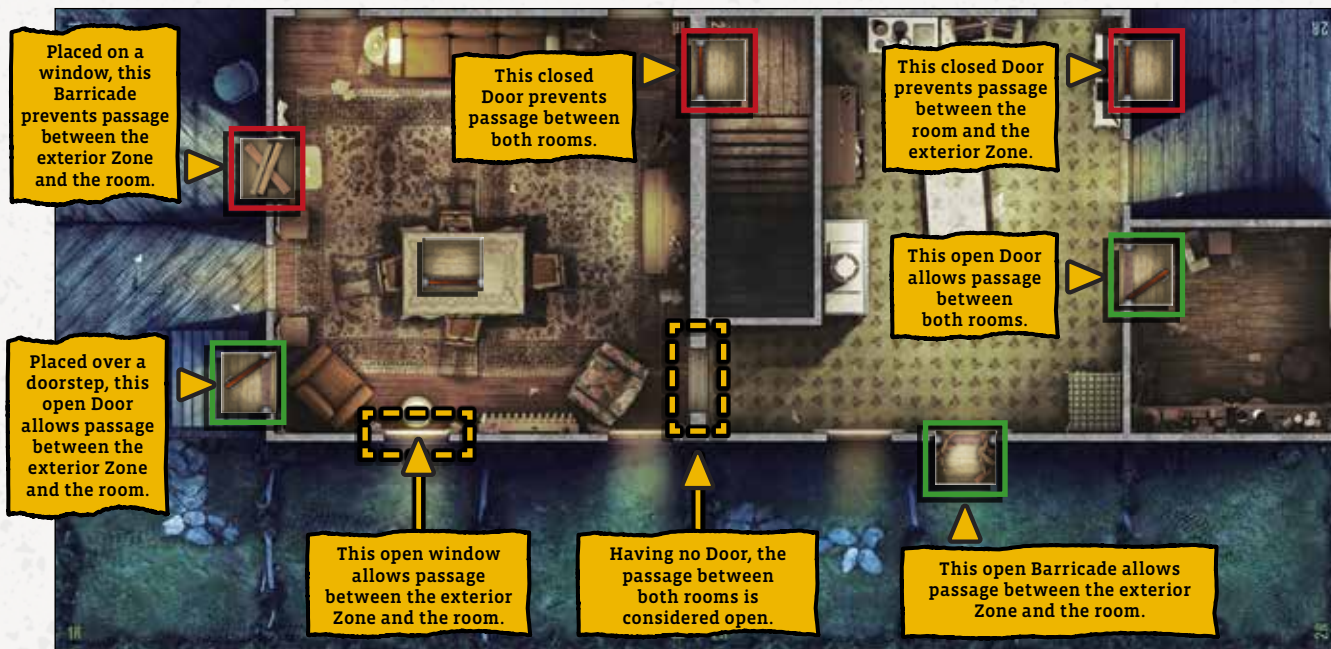 Placed on a
window, this
Barricade
prevents passage
between the
exterior Zone
and the room.
This closed
Door prevents
passage between
both rooms.
This closed Door
prevents passage
between the
room and the
exterior Zone.
2R
This open Door
allows passage
between
both rooms.
Placed over a
doorstep, this
open Door
allows passage
between the
exterior Zone
and the room.
This open window
allows passage
between the exterior
Zone and the room.
Having no Door, the
passage between
both rooms is
considered open.
This open Barricade allows
passage between the exterior
Zone and the room.
1R
2R